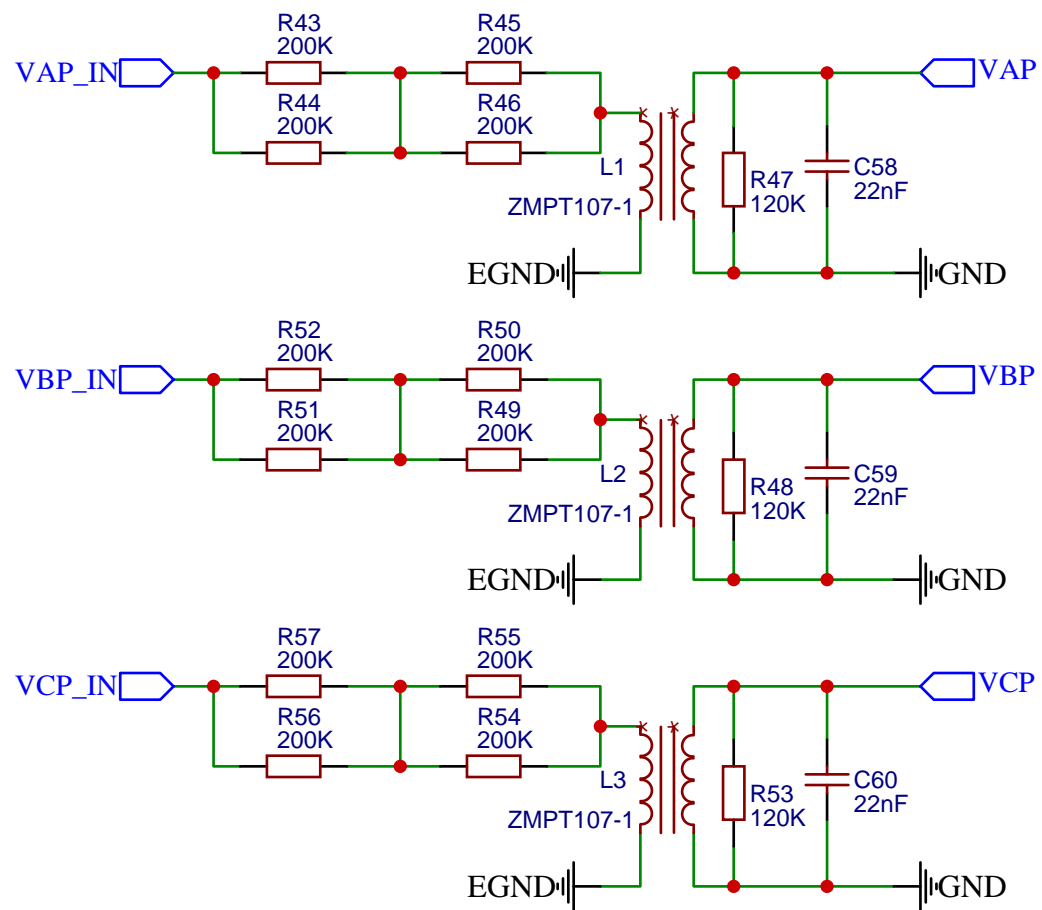 R43
200K
R45
200K
VAP_IN
VAP
R44
200K
R46
200K
L1
ZMPT107-1
R47
120K
C58
22nF
EGND
GND
R52
200K
R50
200K
VBP_IN
VBP
R51
200K
R49
200K
L2
ZMPT107-1
R48
120K
C59
22nF
EGND
GND
R57
200K
R55
200K
VCP_IN
VCP
R56
200K
R54
200K
L3
ZMPT107-1
R53
120K
C60
22nF
EGND
GND